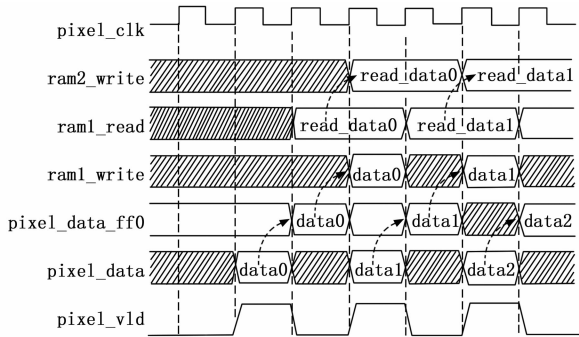 pixel_clk
ram2_write read_data0 read_data1
ram1_read read_data0 read_data1
ram1_write data0 data1
pixel_data_ff0 data0 data1 data2
pixel_data data0 data1 data2
pixel_vld